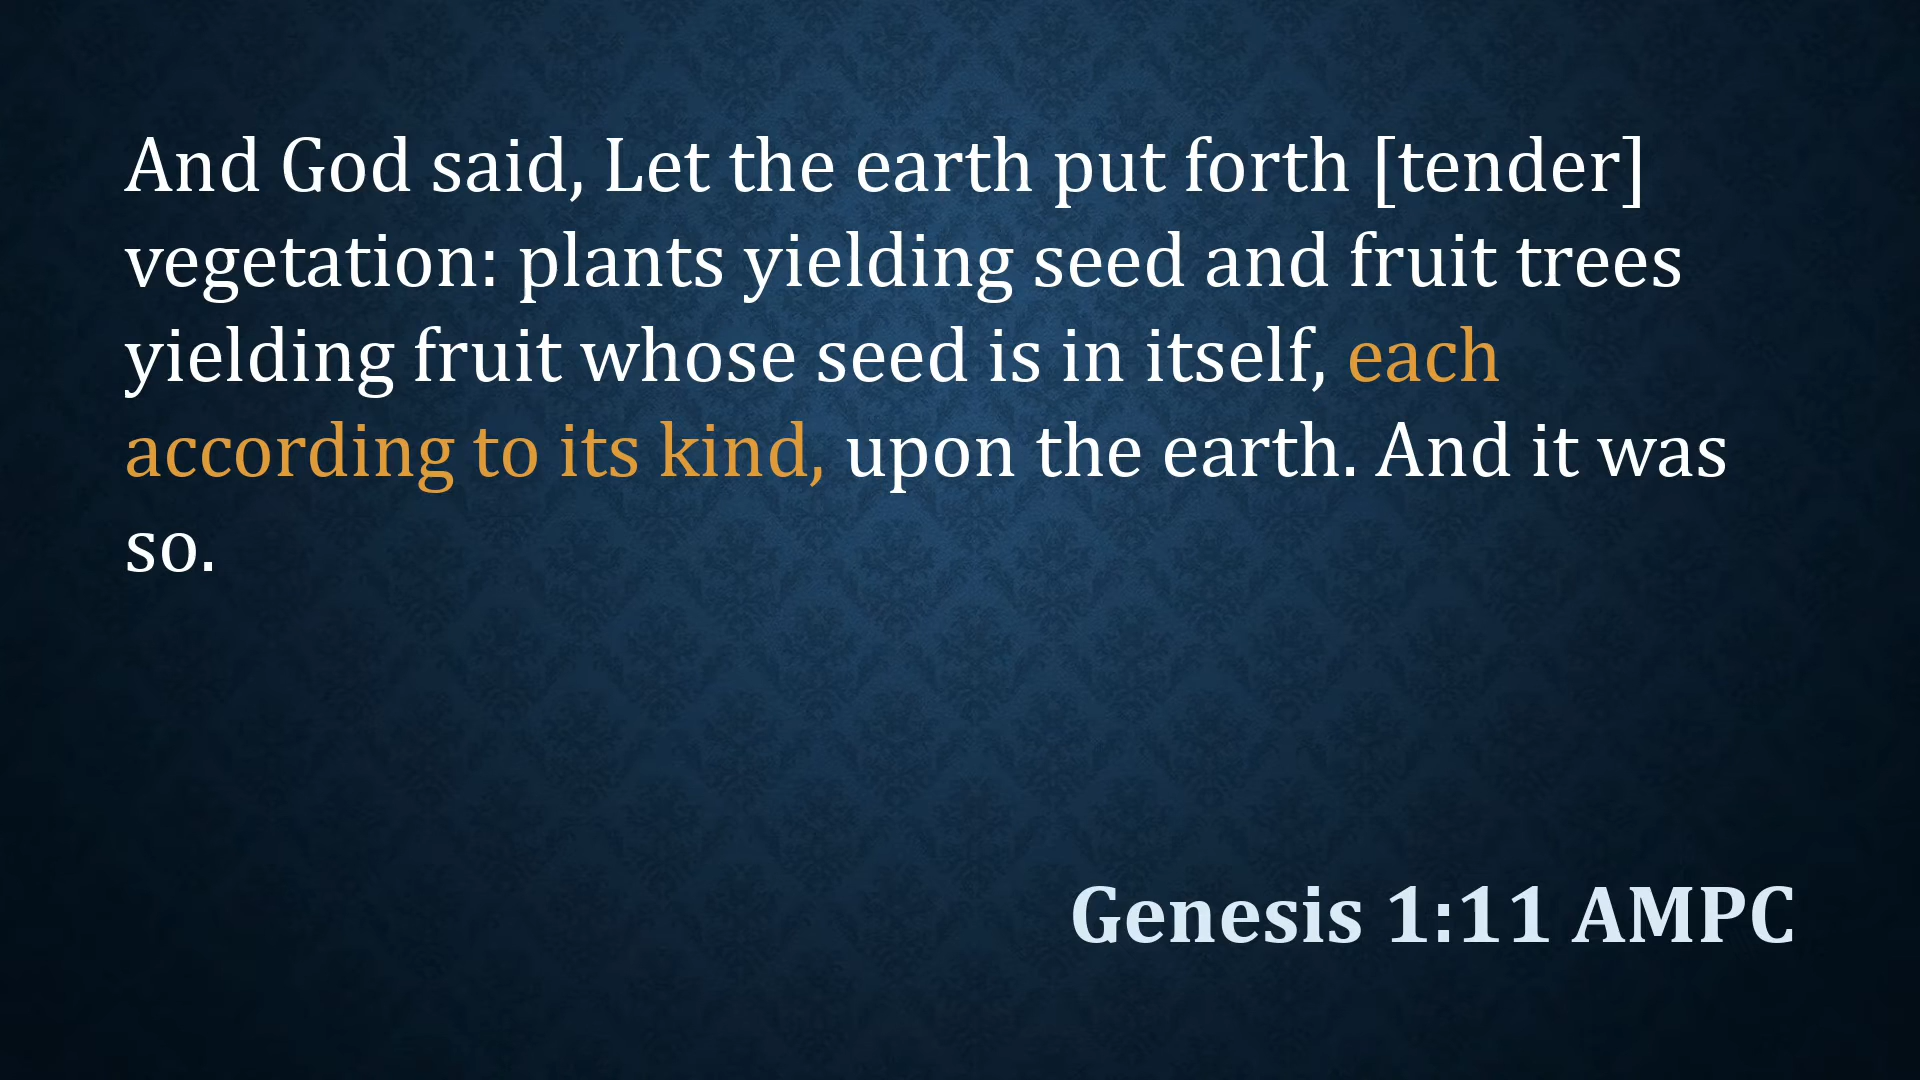 And God said, Let the earth put forth [tender]
vegetation: plants yielding seed and fruit trees
yielding fruit whose seed is in itself, each
according to its kind, upon the earth. And it was
so.
Genesis 1:11 AMPC